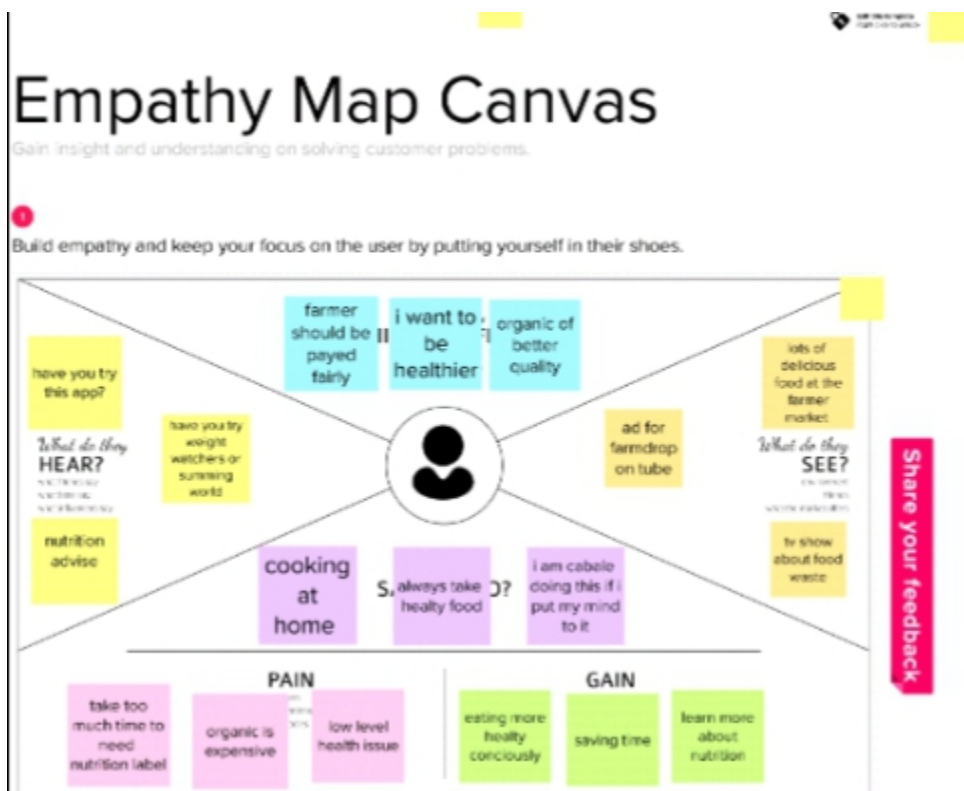 Empathy Map Canvas
Gain insight and understanding on solving customer problems.
1
Build empathy and keep your focus on the user by putting yourself in their shoes.
farmer
should be
payed
fairly
i want to
be
healthier
organic of
better
quality
have you try
this app?
What do they
HEAR?
have you try
weight
watchers or
summing
world
nutrition
advise
ad for
farmdrop
on tube
lots of
delicious
food at the
farmer
market
What do they
SEE?
tv show
about food
waste
cooking
at
home
always take
healty food
i am cabale
doing this if i
put my mind
to it
PAIN
take too
much time to
need
nutrition label
organic is
expensive
low level
health issue
GAIN
eating more
healty
conciously
saving time
learn more
about
nutrition
Share your feedback